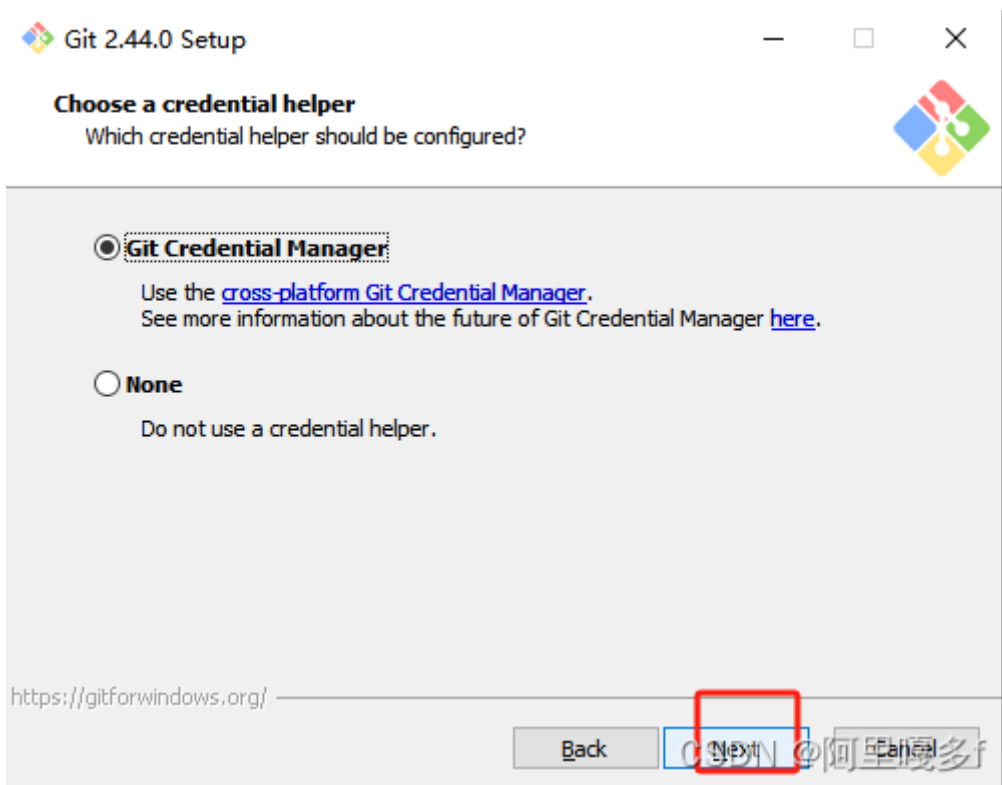 Git 2.44.0 Setup
Choose a credential helper
Which credential helper should be configured?
Git Credential Manager
Use the cross-platform Git Credential Manager.
See more information about the future of Git Credential Manager here.
None
Do not use a credential helper.
https://gitforwindows.org/
Back Next Cancel
CSDN @阿里嘎多f